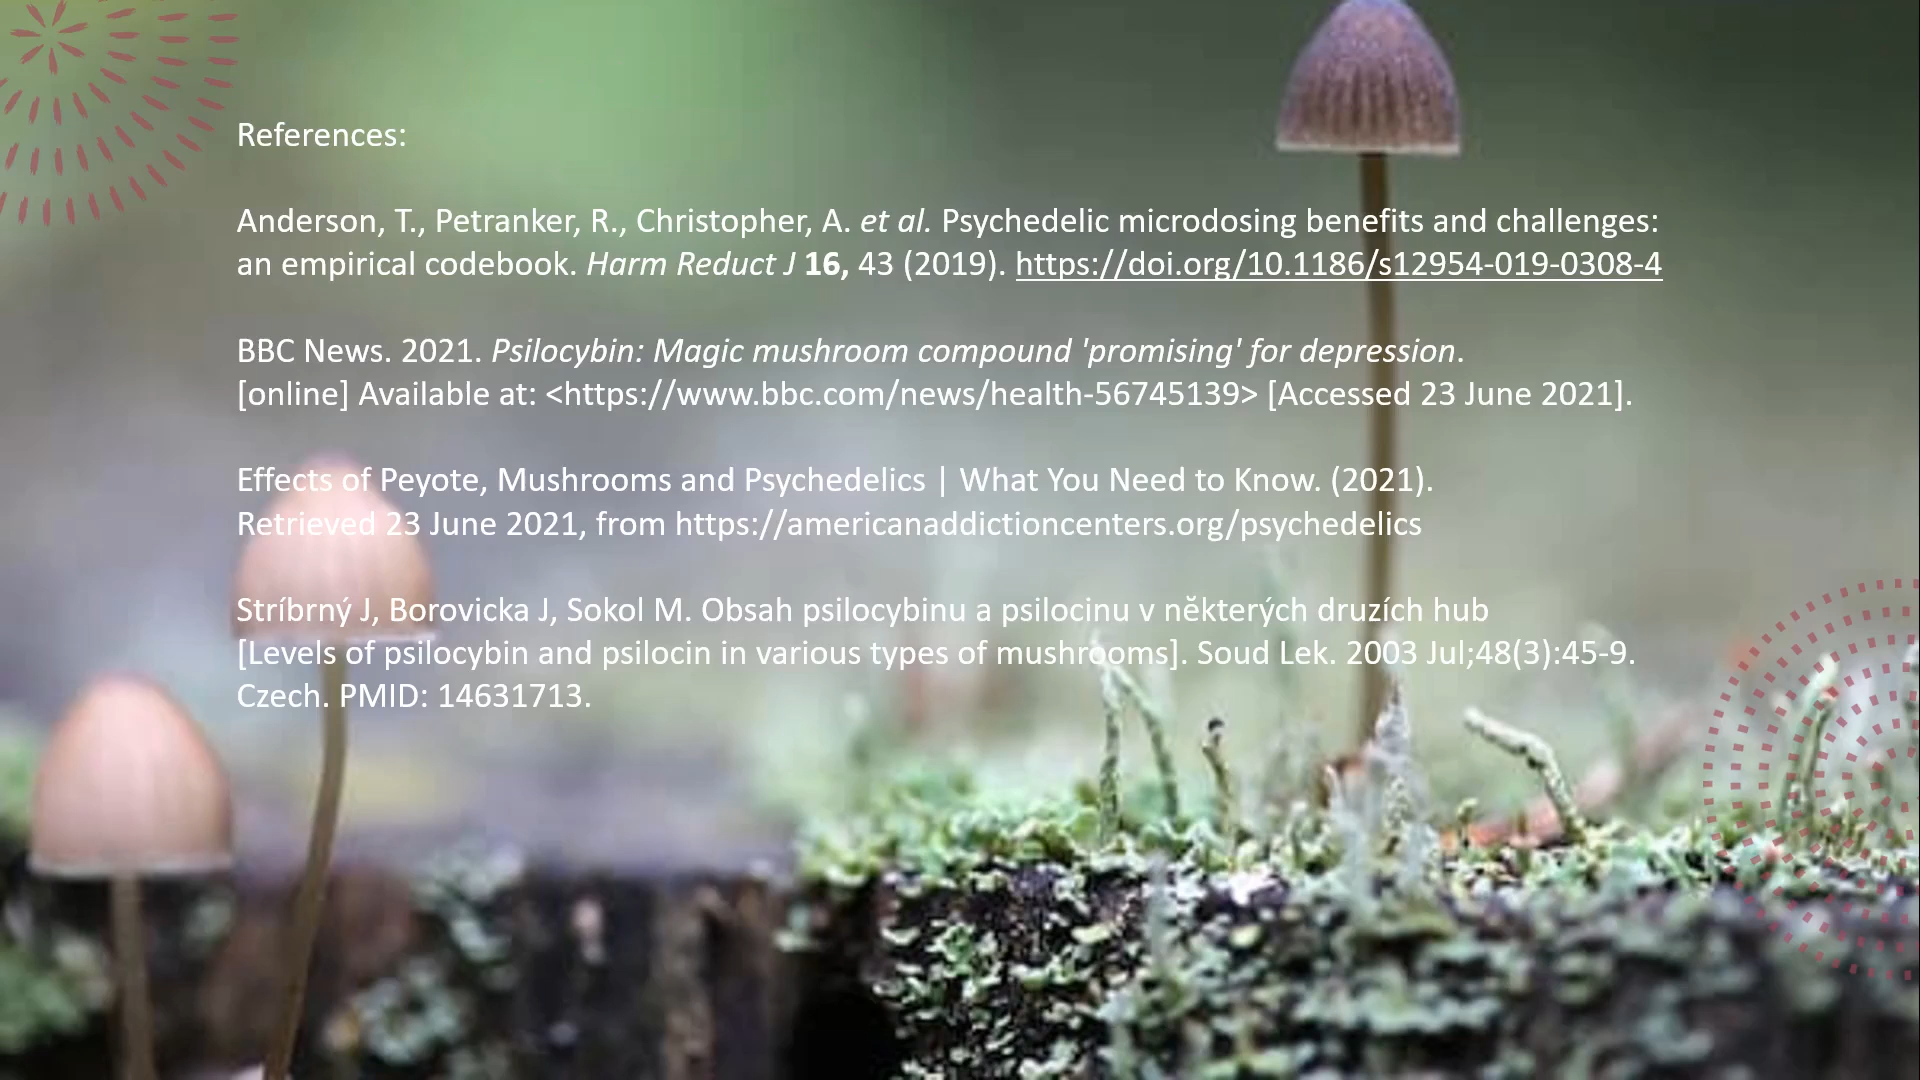 References:
Anderson, T., Petranker, R., Christopher, A. et al. Psychedelic microdosing benefits and challenges:
an empirical codebook. Harm Reduct J 16, 43 (2019). https://doi.org/10.1186/s12954-019-0308-4
BBC News. 2021. Psilocybin: Magic mushroom compound 'promising' for depression.
[online] Available at: <https://www.bbc.com/news/health-56745139> [Accessed 23 June 2021].
Effects of Peyote, Mushrooms and Psychedelics | What You Need to Know. (2021).
Retrieved 23 June 2021, from https://americanaddictioncenters.org/psychedelics
Stríbrný J, Borovicka J, Sokol M. Obsah psilocybinu a psilocinu v některých druzích hub
[Levels of psilocybin and psilocin in various types of mushrooms]. Soud Lek. 2003 Jul;48(3):45-9.
Czech. PMID: 14631713.